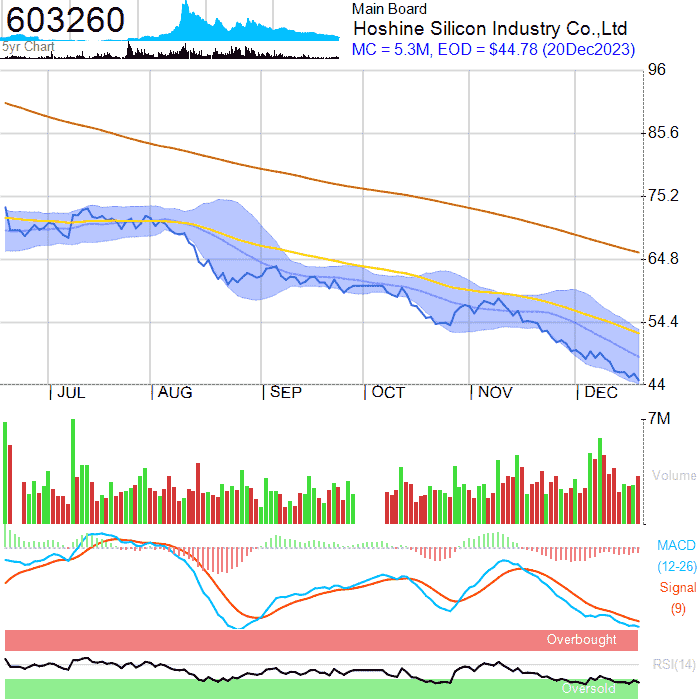 603260
5yr Chart
Main Board
Hoshine Silicon Industry Co.,Ltd
MC = 5.3M, EOD = $44.78 (20Dec2023)
96
85.6
75.2
64.8
54.4
44
JUL AUG SEP OCT NOV DEC
7M
Volume
MACD
(12-26)
Signal
(9)
Overbought
RSI(14)
Oversold